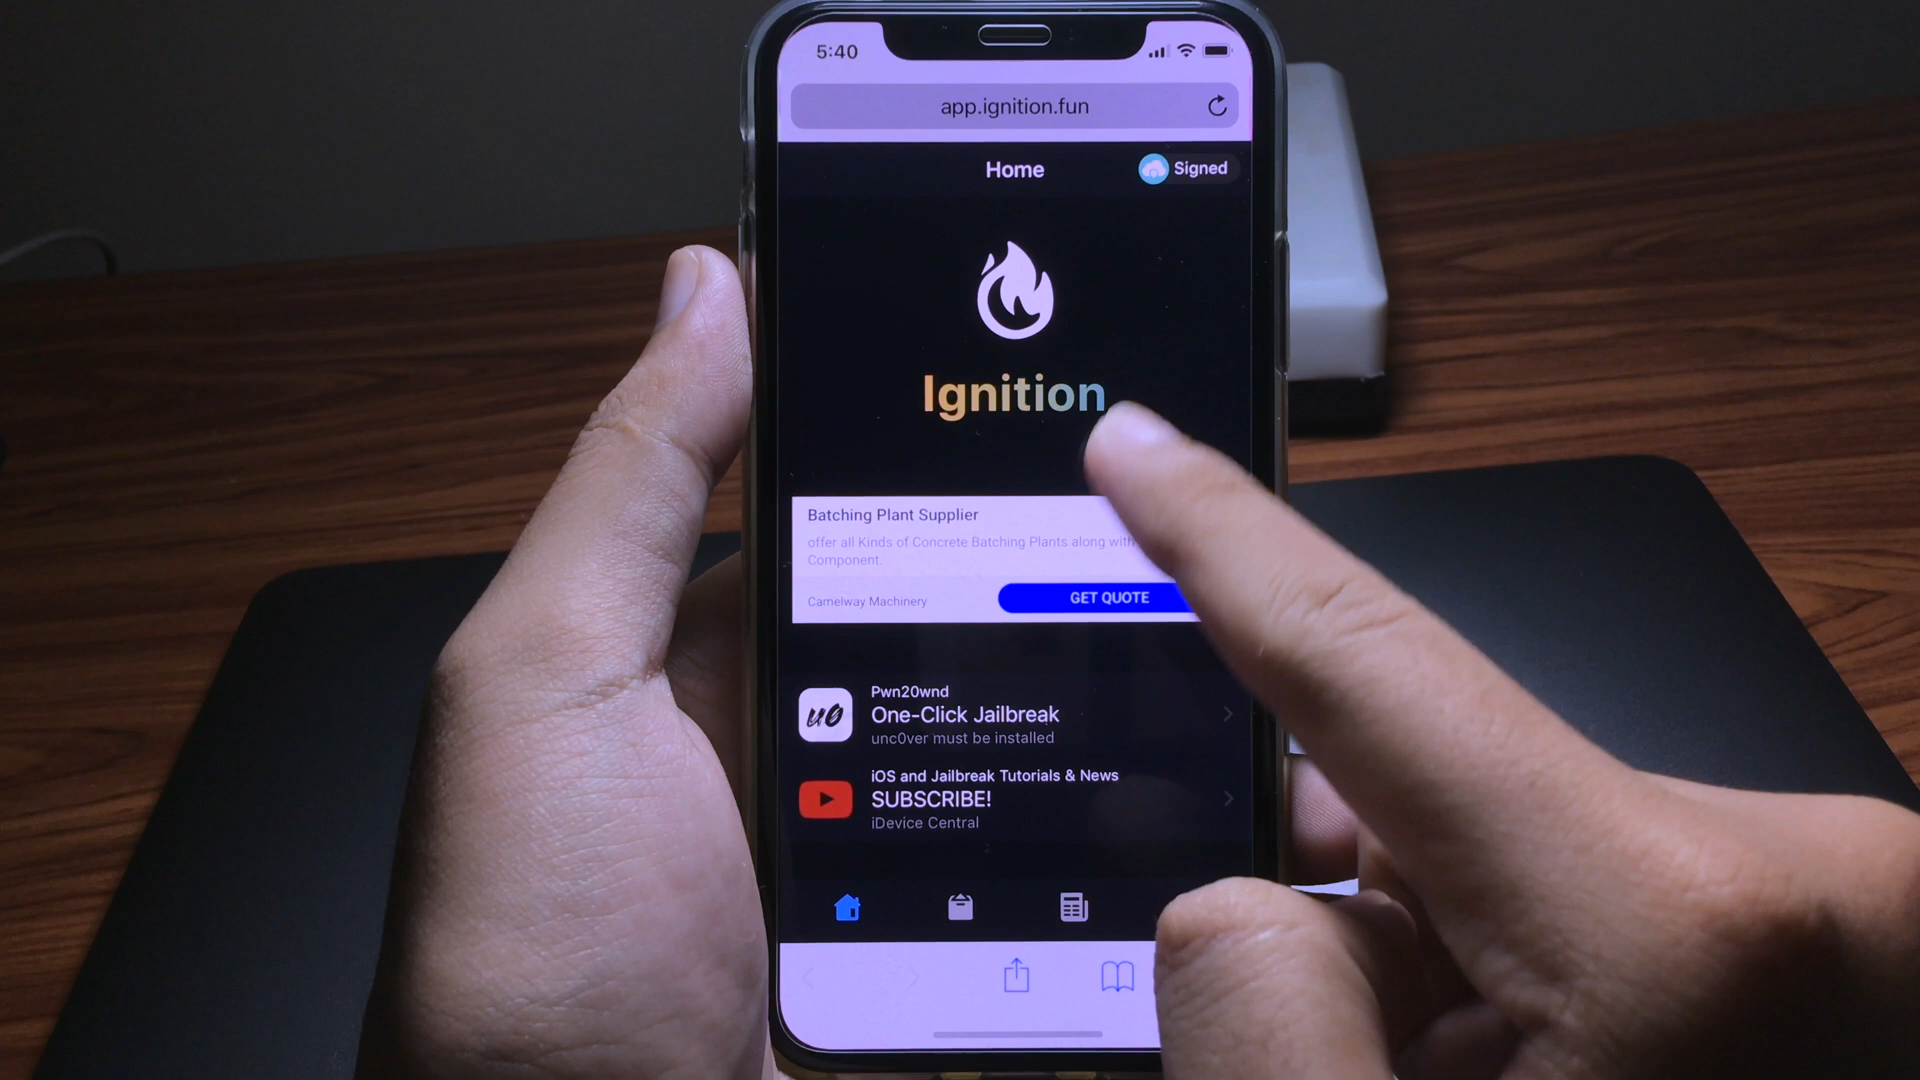 5:40
app.ignition.fun
Home
Signed
Ignition
Batching Plant Supplier
offer all Kinds of Concrete Batching Plants along with
Component.
Camelway Machinery
GET QUOTE
u0
Pwn20wnd
One-Click Jailbreak
unc0ver must be installed
iOS and Jailbreak Tutorials & News
SUBSCRIBE!
iDevice Central